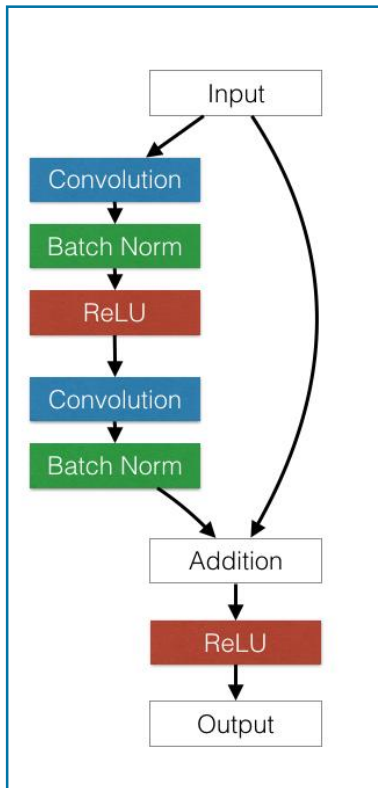 Input
Convolution
Batch Norm
ReLU
Convolution
Batch Norm
Addition
ReLU
Output